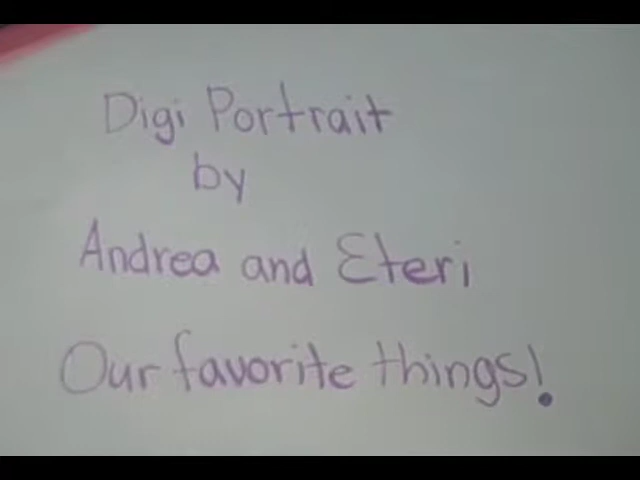 Digi Portrait
by
Andrea and Eteri
Our favorite things!